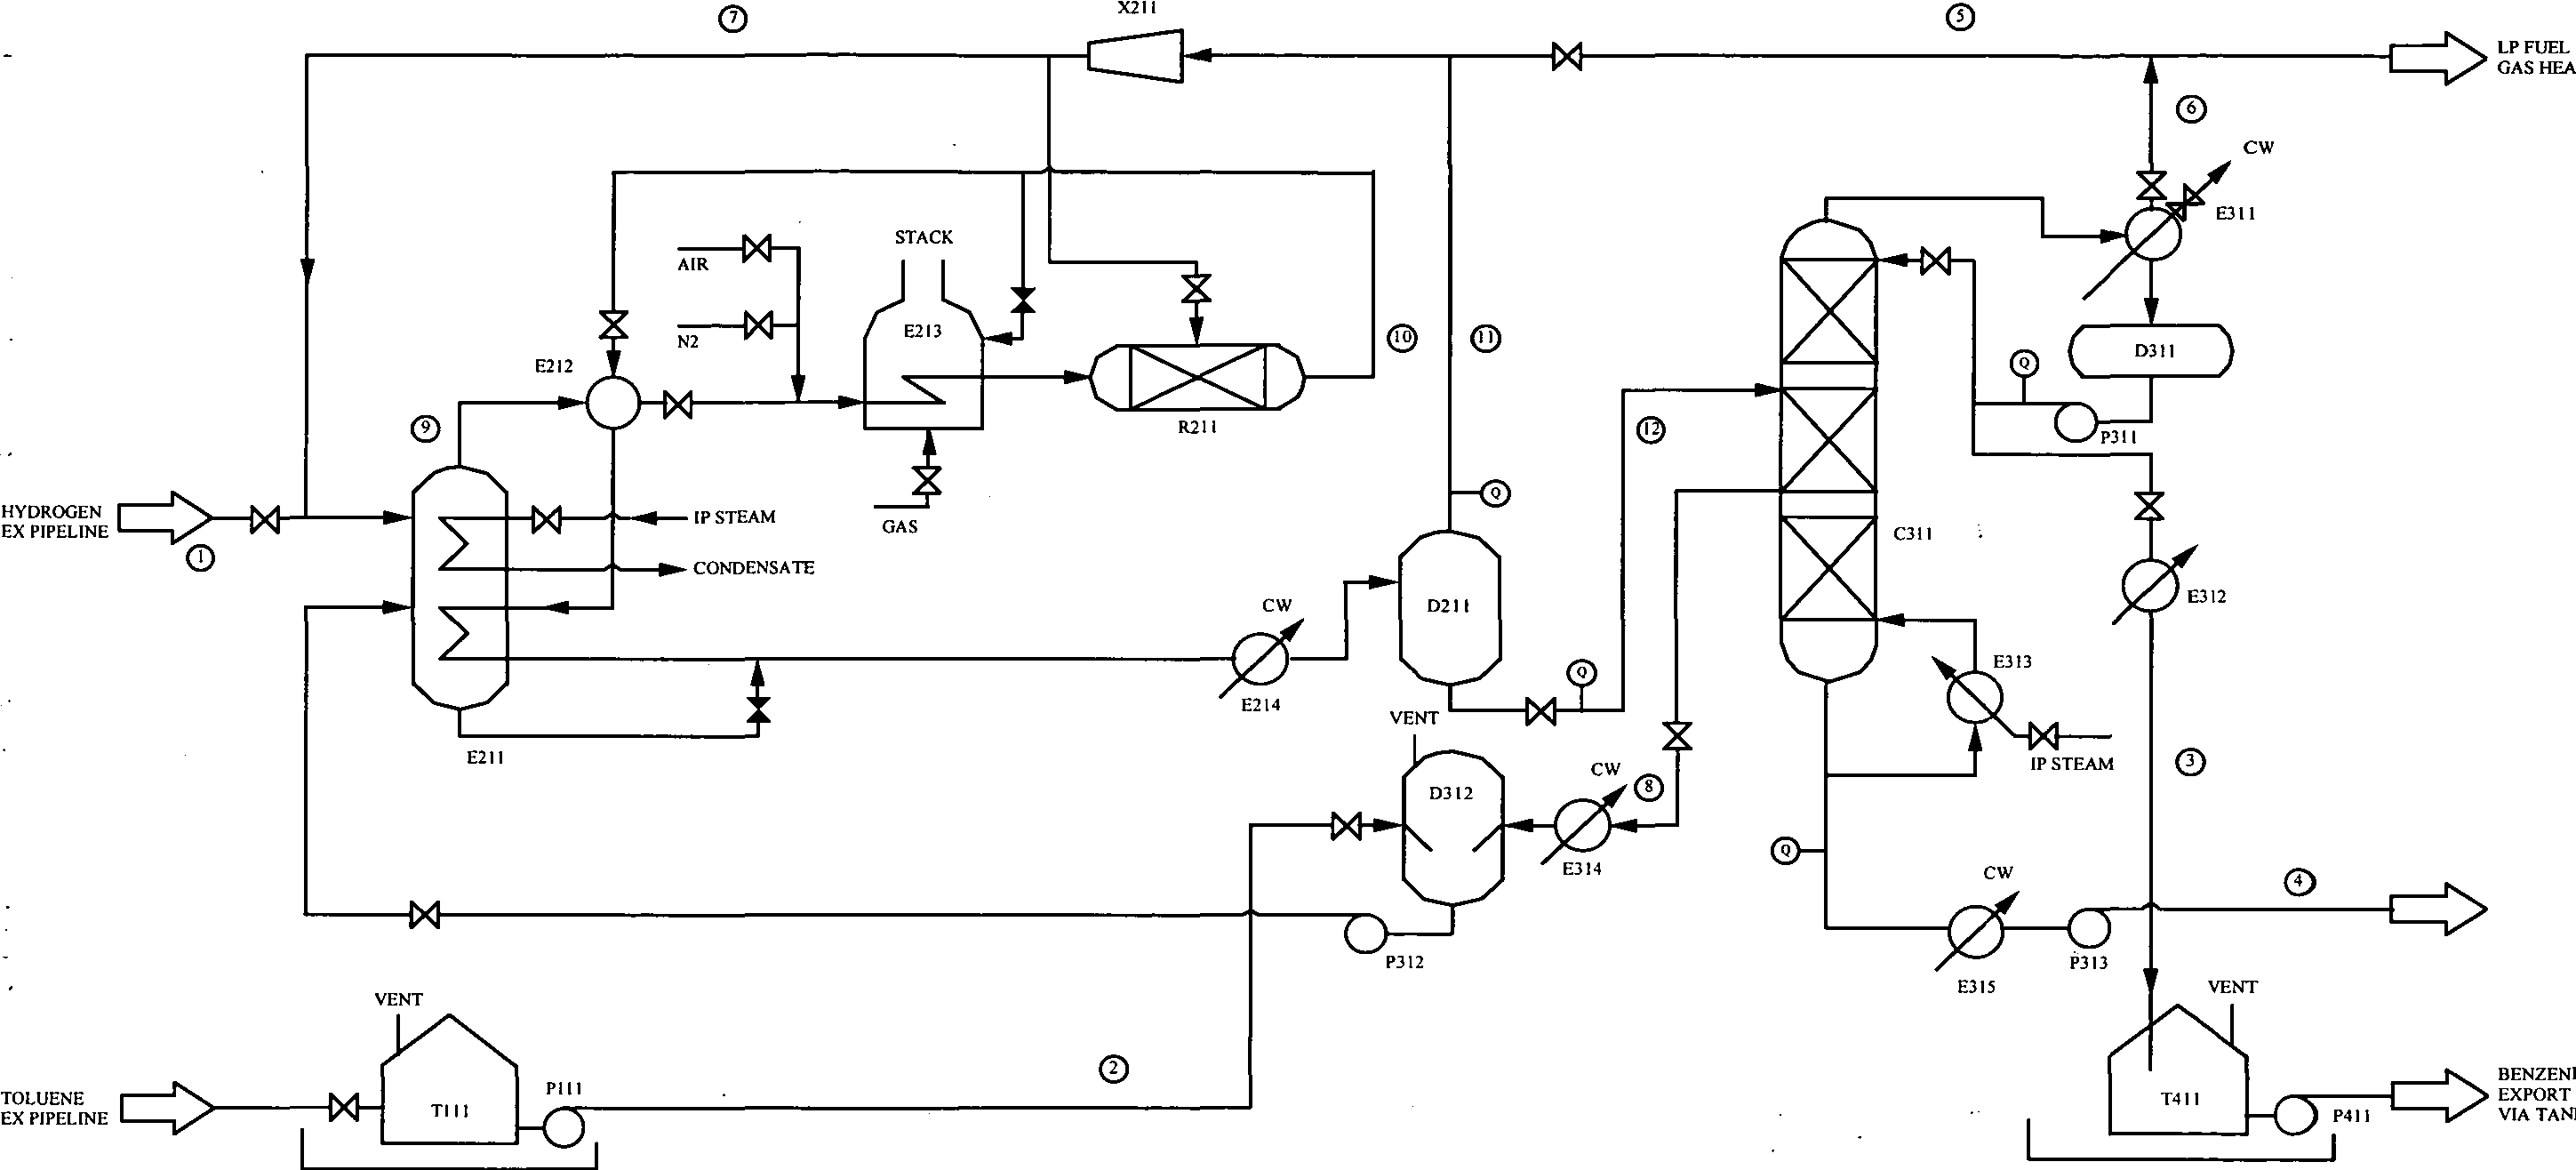 X211
7
5
LP FUEL
GAS HEA
6
CW
E311
STACK
AIR
N2
E213
E212
10
11
R211
Q
D311
P311
12
9
Q
HYDROGEN
EX PIPELINE
1
IP STEAM
CONDENSATE
GAS
C311
E312
D211
CW
E214
Q
E313
IP STEAM
VENT
E211
D312
CW
8
E314
3
Q
CW
4
P312
E315
P313
VENT
VENT
TOLUENE
EX PIPELINE
T111
P111
2
T411
P411
BENZEN
EXPORT
VIA TAN